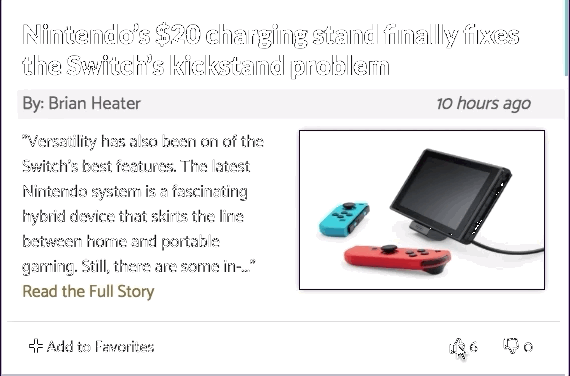 Nintendo's $20 charging stand finally fixes
the Switch's kickstand problem
By: Brian Heater
10 hours ago
"Versatility has also been on of the
Switch's best features. The latest
Nintendo system is a fascinating
hybrid device that skirts the line
between home and portable
gaming. Still, there are some in-..."
Read the Full Story
Add to Favorites
6
0